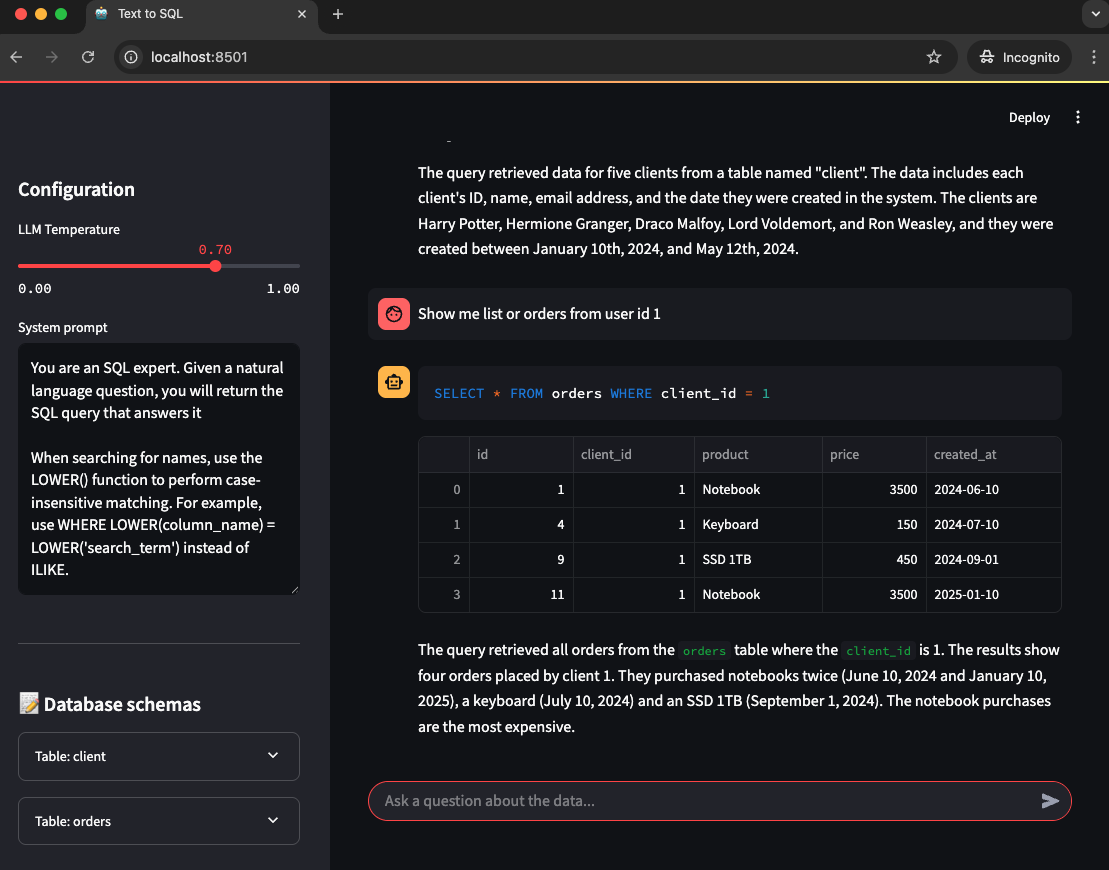 Text to SQL
localhost:8501
Incognito
Deploy
Configuration
LLM Temperature
0.70
0.00 1.00
System prompt
You are an SQL expert. Given a natural
language question, you will return the
SQL query that answers it
When searching for names, use the
LOWER() function to perform case-
insensitive matching. For example,
use WHERE LOWER(column_name) =
LOWER('search_term') instead of
ILIKE.
📝 Database schemas
Table: client
Table: orders
The query retrieved data for five clients from a table named "client". The data includes each
client's ID, name, email address, and the date they were created in the system. The clients are
Harry Potter, Hermione Granger, Draco Malfoy, Lord Voldemort, and Ron Weasley, and they were
created between January 10th, 2024, and May 12th, 2024.
Show me list or orders from user id 1
SELECT * FROM orders WHERE client_id = 1
id client_id product price created_at
0 1 1 Notebook 3500 2024-06-10
1 4 1 Keyboard 150 2024-07-10
2 9 1 SSD 1TB 450 2024-09-01
3 11 1 Notebook 3500 2025-01-10
The query retrieved all orders from the orders table where the client_id is 1. The results show
four orders placed by client 1. They purchased notebooks twice (June 10, 2024 and January 10,
2025), a keyboard (July 10, 2024) and an SSD 1TB (September 1, 2024). The notebook purchases
are the most expensive.
Ask a question about the data...